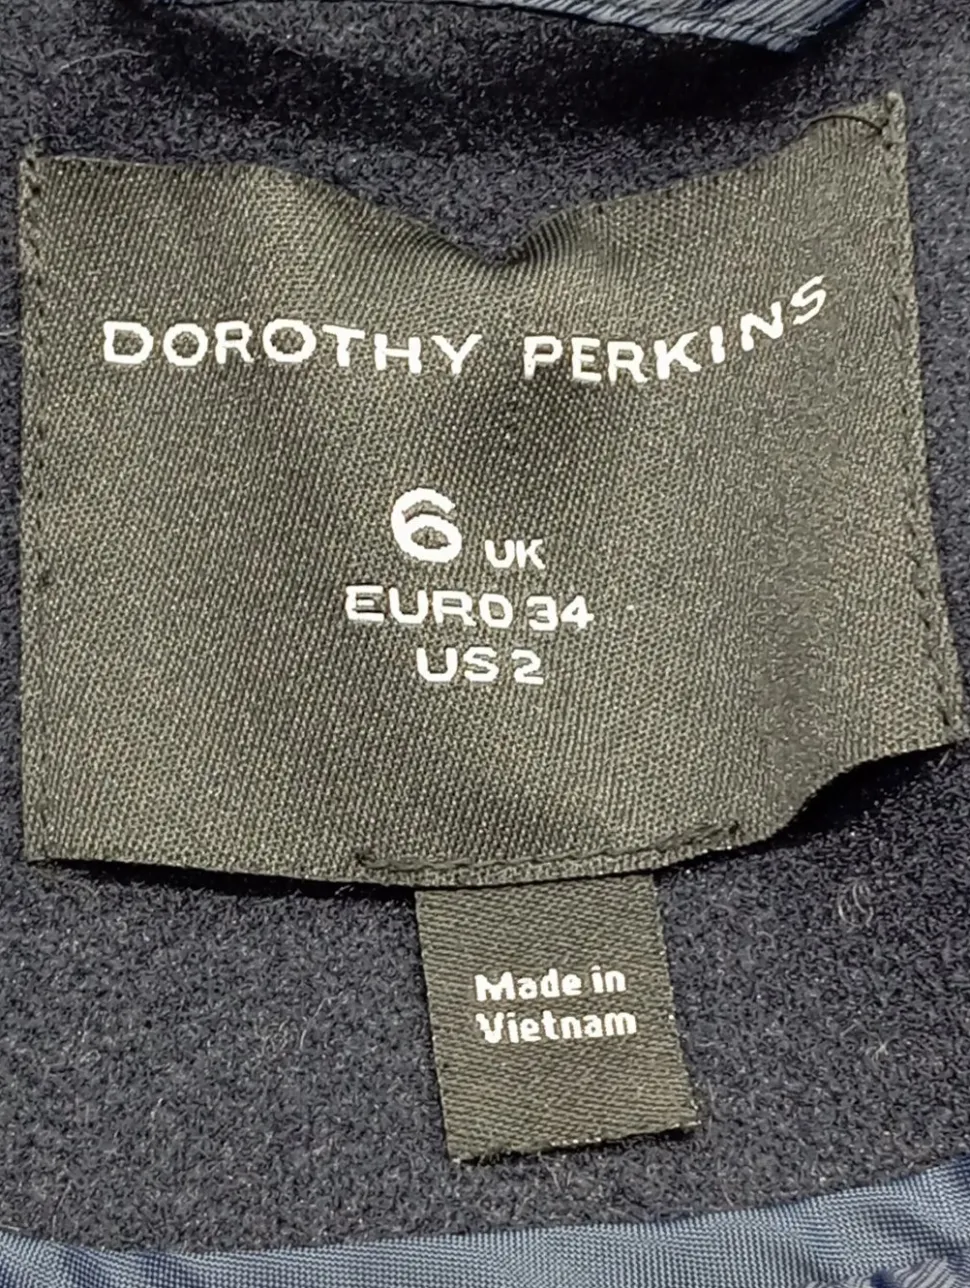 DOROTHY PERKINS
6 UK
EURO 34
US 2
Made in
Vietnam